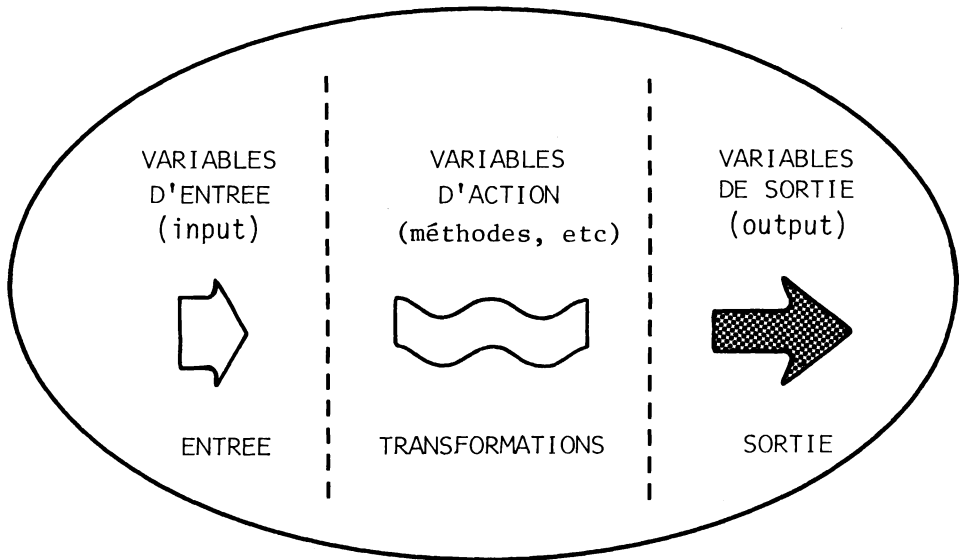 VARIABLES
D'ENTREE
(input)
VARIABLES
D'ACTION
(méthodes, etc)
VARIABLES
DE SORTIE
(output)
ENTREE
TRANSFORMATIONS
SORTIE